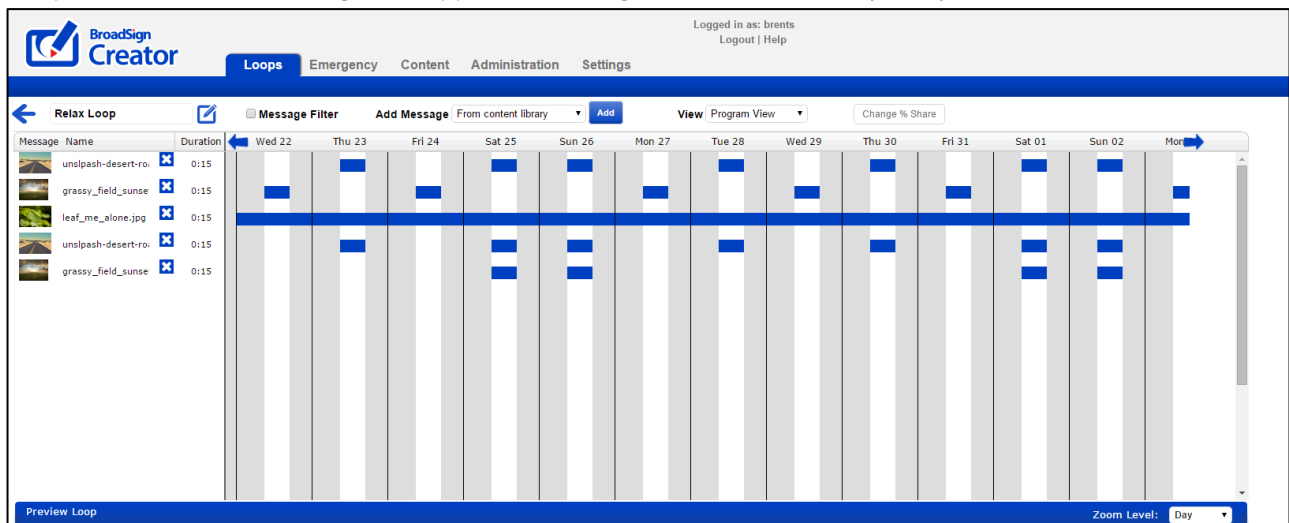 Logged in as: brents
Logout | Help
BroadSign
Creator
Loops Emergency Content Administration Settings
Relax Loop Message Filter Add Message From content library Add View Program View Change % Share
Message Name Duration Wed 22 Thu 23 Fri 24 Sat 25 Sun 26 Mon 27 Tue 28 Wed 29 Thu 30 Fri 31 Sat 01 Sun 02 Mon
unslpash-desert-ro 0:15
grassy_field_sunse 0:15
leaf_me_alone.jpg 0:15
unslpash-desert-ro 0:15
grassy_field_sunse 0:15
Preview Loop Zoom Level: Day